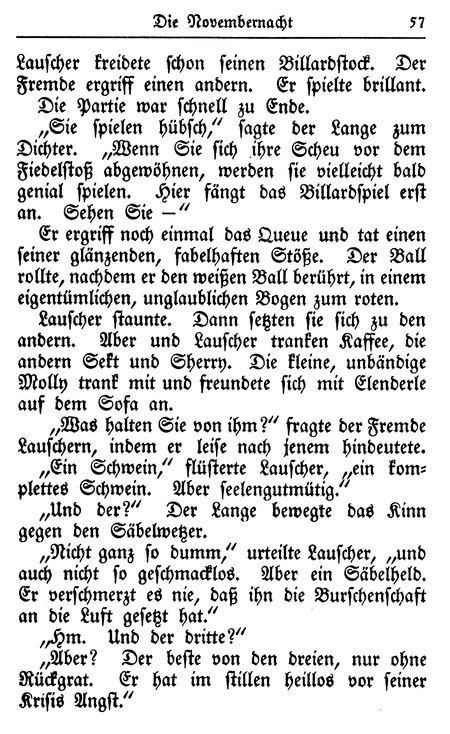 Die Novembernacht 57
Lauscher kreidete schon seinen Billardstock. Der
Fremde ergriff einen andern. Er spielte brillant.
Die Partie war schnell zu Ende.
„Sie spielen hübsch,“ sagte der Lange zum
Dichter. „Wenn Sie sich ihre Scheu vor dem
Fiedelstoß abgewöhnen, werden sie vielleicht bald
genial spielen. Hier fängt das Billardspiel erst
an. Sehen Sie —“
Er ergriff noch einmal das Queue und tat einen
seiner glänzenden, fabelhaften Stöße. Der Ball
rollte, nachdem er den weißen Ball berührt, in einem
eigentümlichen, unglaublichen Bogen zum roten.
Lauscher staunte. Dann setzten sie sich zu den
andern. Aber und Lauscher tranken Kaffee, die
andern Sekt und Sherry. Die kleine, unbändige
Molly trank mit und freundete sich mit Elenderle
auf dem Sofa an.
„Was halten Sie von ihm?“ fragte der Fremde
Lauschern, indem er leise nach jenem hindeutete.
„Ein Schwein,“ flüsterte Lauscher, „ein kom-
plettes Schwein. Aber seelengutmütig.“
„Und der?“ Der Lange bewegte das Kinn
gegen den Säbelwetzer.
„Nicht ganz so dumm,“ urteilte Lauscher, „und
auch nicht so geschmacklos. Aber ein Säbelheld.
Er verschmerzt es nie, daß ihn die Burschenschaft
an die Luft gesetzt hat.“
„Hm. Und der dritte?“
„Aber? Der beste von den dreien, nur ohne
Rückgrat. Er hat im stillen heillos vor seiner
Krisis Angst.“